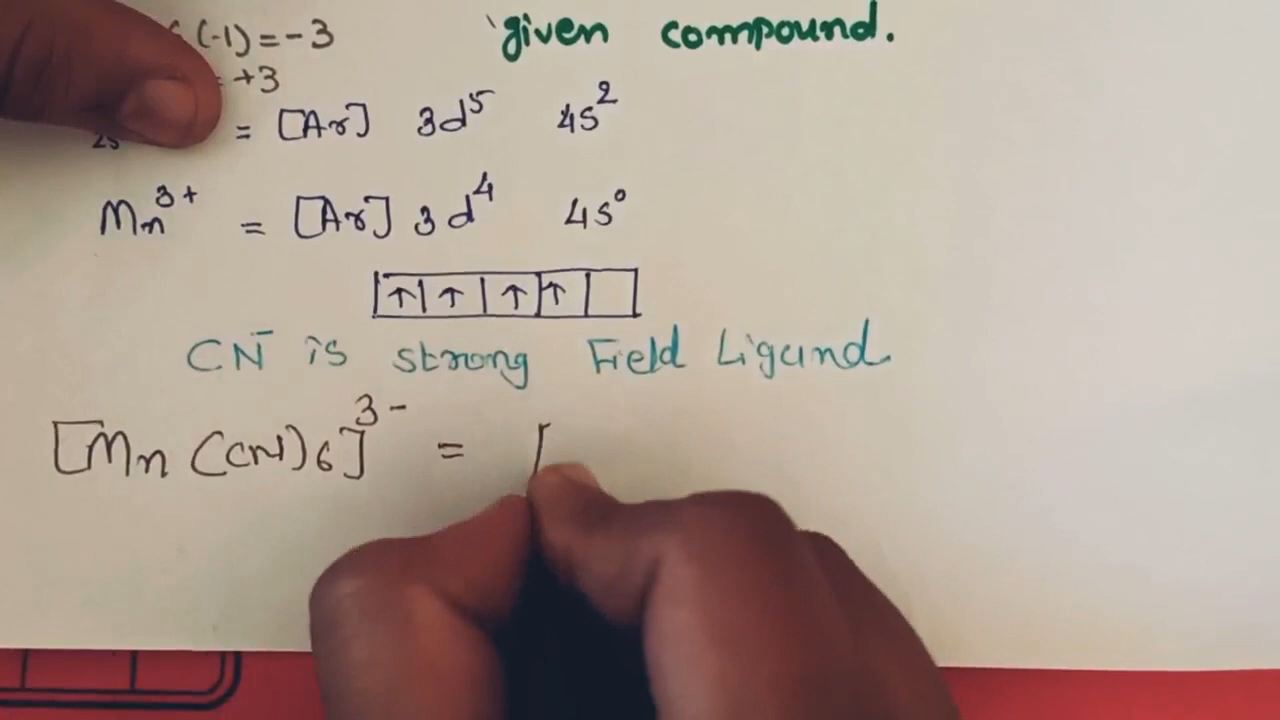 (-1) = -3 given compound.
= +3
25 = [Ar] 3d⁵ 4s²
Mn³⁺ = [Ar] 3d⁴ 4s⁰
↑ ↑ ↑ ↑
CN⁻ is strong Field Ligand
[Mn (CN)6]³⁻ = [